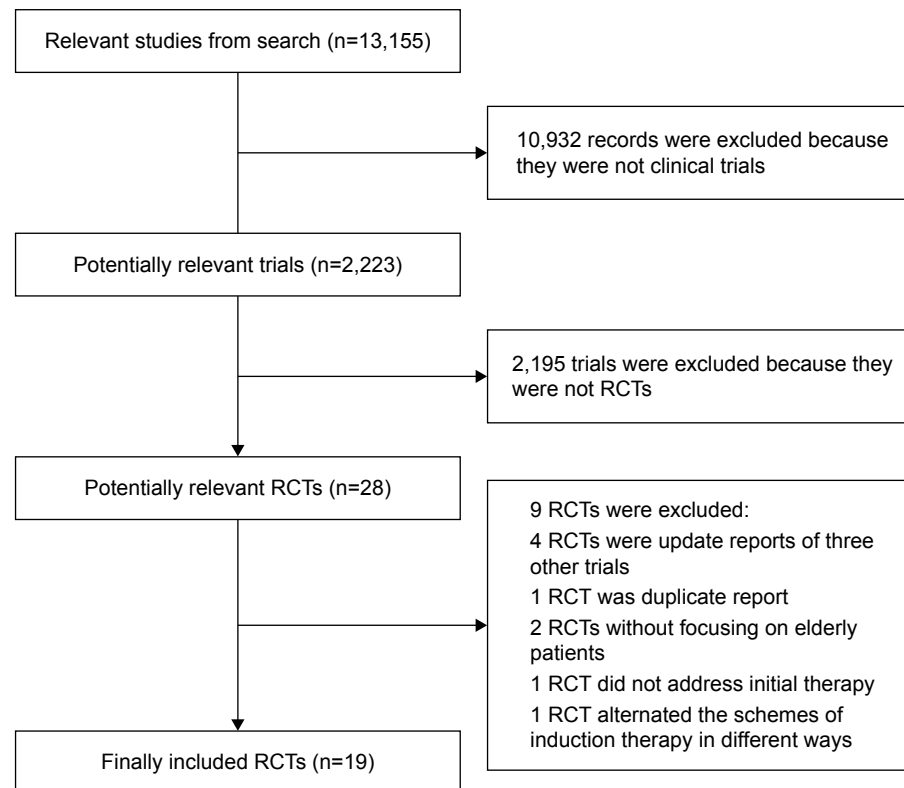 Relevant studies from search (n=13,155)
10,932 records were excluded because
they were not clinical trials
Potentially relevant trials (n=2,223)
2,195 trials were excluded because they
were not RCTs
Potentially relevant RCTs (n=28)
9 RCTs were excluded:
4 RCTs were update reports of three
other trials
1 RCT was duplicate report
2 RCTs without focusing on elderly
patients
1 RCT did not address initial therapy
1 RCT alternated the schemes of
induction therapy in different ways
Finally included RCTs (n=19)